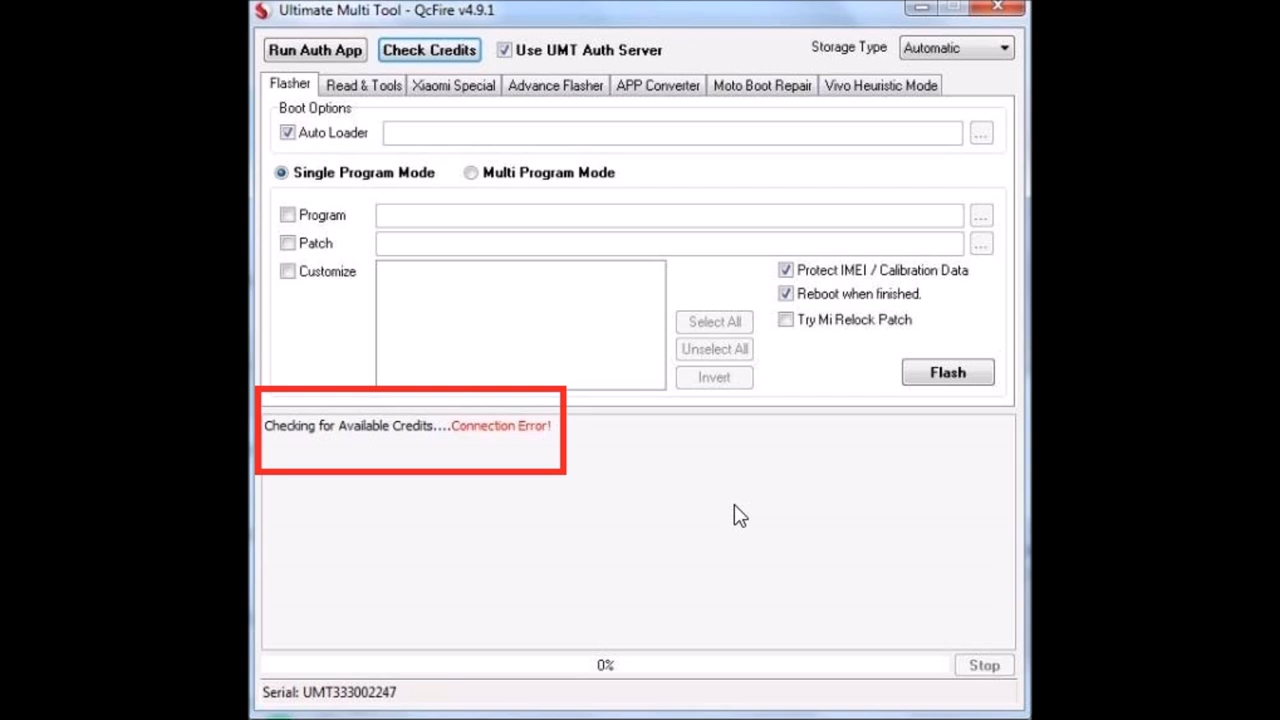 Ultimate Multi Tool - QcFire v4.9.1
Run Auth App Check Credits Use UMT Auth Server Storage Type Automatic
Flasher Read & Tools Xiaomi Special Advance Flasher APP Converter Moto Boot Repair Vivo Heuristic Mode
Boot Options
Auto Loader ...
Single Program Mode Multi Program Mode
Program ...
Patch ...
Customize Protect IMEI / Calibration Data
Reboot when finished.
Select All Try Mi Relock Patch
Unselect All
Invert Flash
Checking for Available Credits....Connection Error!
0% Stop
Serial: UMT333002247